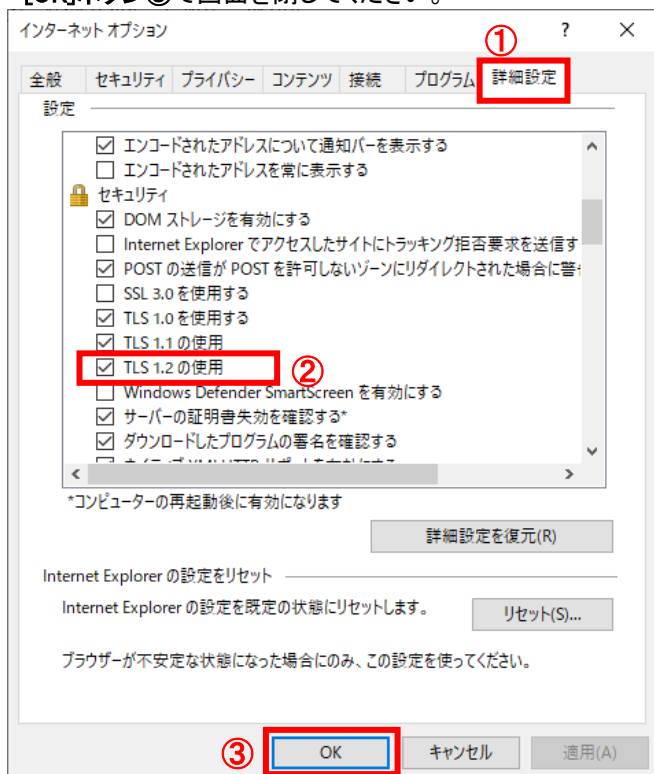 [OK]ボタン③で画面を閉じてください。
インターネット オプション ? ×
①
全般 セキュリティ プライバシー コンテンツ 接続 プログラム 詳細設定
設定
エンコードされたアドレスについて通知バーを表示する
エンコードされたアドレスを常に表示する
セキュリティ
DOM ストレージを有効にする
Internet Explorer でアクセスしたサイトにトラッキング拒否要求を送信す
POST の送信が POST を許可しないゾーンにリダイレクトされた場合に警
SSL 3.0 を使用する
TLS 1.0 を使用する
TLS 1.1 の使用
TLS 1.2 の使用 ②
Windows Defender SmartScreen を有効にする
サーバーの証明書失効を確認する*
ダウンロードしたプログラムの署名を確認する
*コンピューターの再起動後に有効になります
詳細設定を復元(R)
Internet Explorer の設定をリセット
Internet Explorer の設定を既定の状態にリセットします。 リセット(S)...
ブラウザーが不安定な状態になった場合にのみ、この設定を使ってください。
③ OK キャンセル 適用(A)